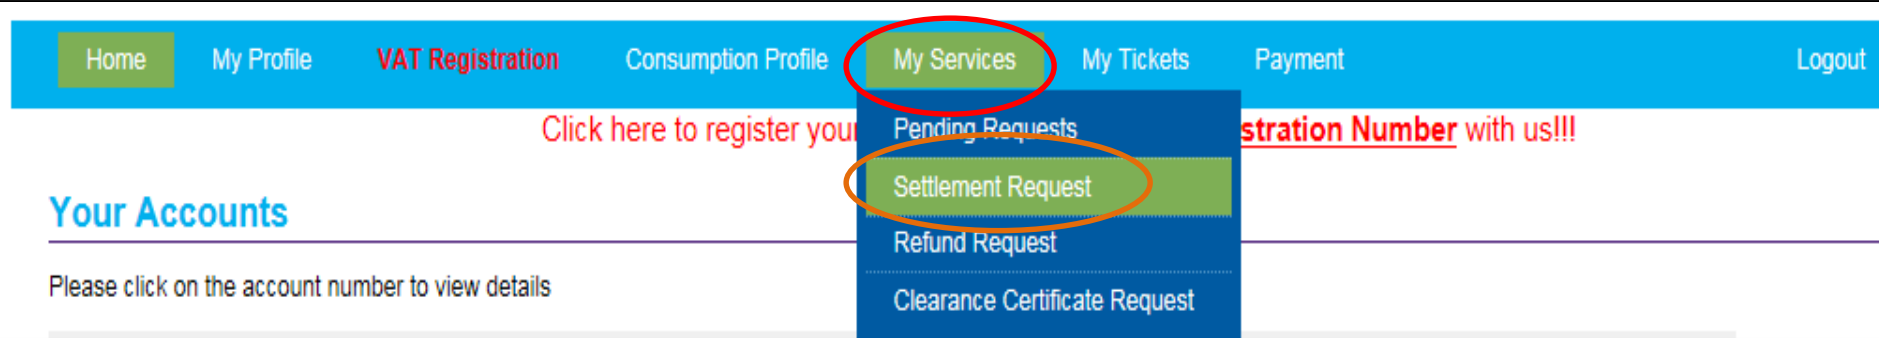 Home My Profile VAT Registration Consumption Profile My Services My Tickets Payment Logout
Click here to register your stration Number with us!!!
Pending Requests
Settlement Request
Your Accounts
Refund Request
Please click on the account number to view details
Clearance Certificate Request